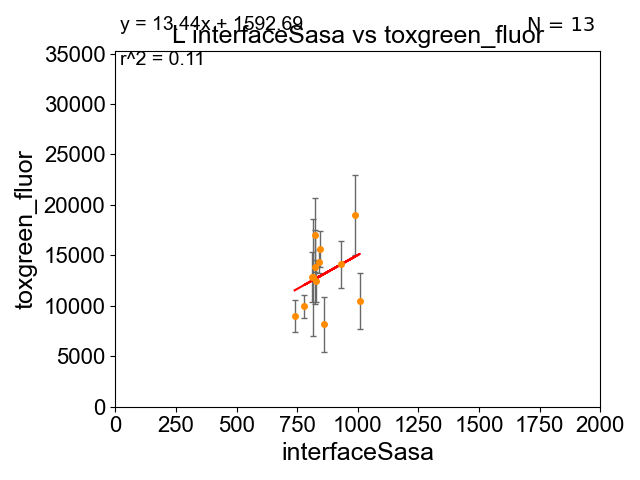 y = 13.44x + 1592.69
N = 13
L interfaceSasa vs toxgreen_fluor
r^2 = 0.11
35000
30000
25000
20000
15000
10000
5000
0
toxgreen_fluor
0 250 500 750 1000 1250 1500 1750 2000
interfaceSasa